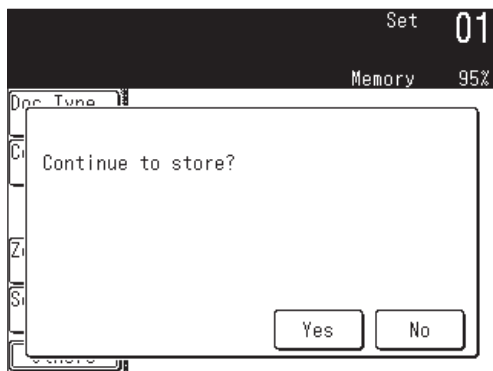 Set 01
Memory 95%
Doc Type
Continue to store?
Yes No